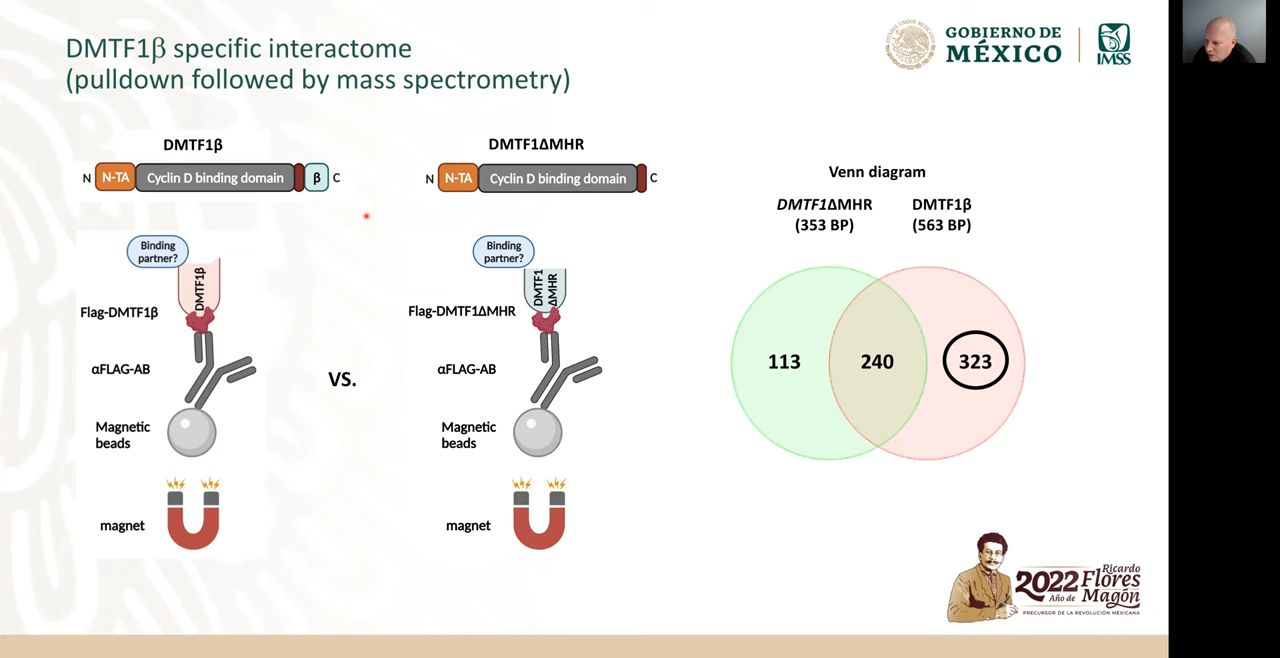 DMTF1β specific interactome
(pulldown followed by mass spectrometry)
GOBIERNO DE
MÉXICO
IMSS
DMTF1β
N N-TA Cyclin D binding domain β C
DMTF1ΔMHR
N N-TA Cyclin D binding domain C
Binding
partner?
DMTF1β
Flag-DMTF1β
αFLAG-AB
Magnetic
beads
magnet
VS.
Binding
partner?
DMTF1
ΔMHR
Flag-DMTF1ΔMHR
αFLAG-AB
Magnetic
beads
magnet
Venn diagram
DMTF1ΔMHR
(353 BP)
DMTF1β
(563 BP)
113
240
323
2022 Ricardo
Año de Flores
Magón
PRECURSOR DE LA REVOLUCIÓN MEXICANA